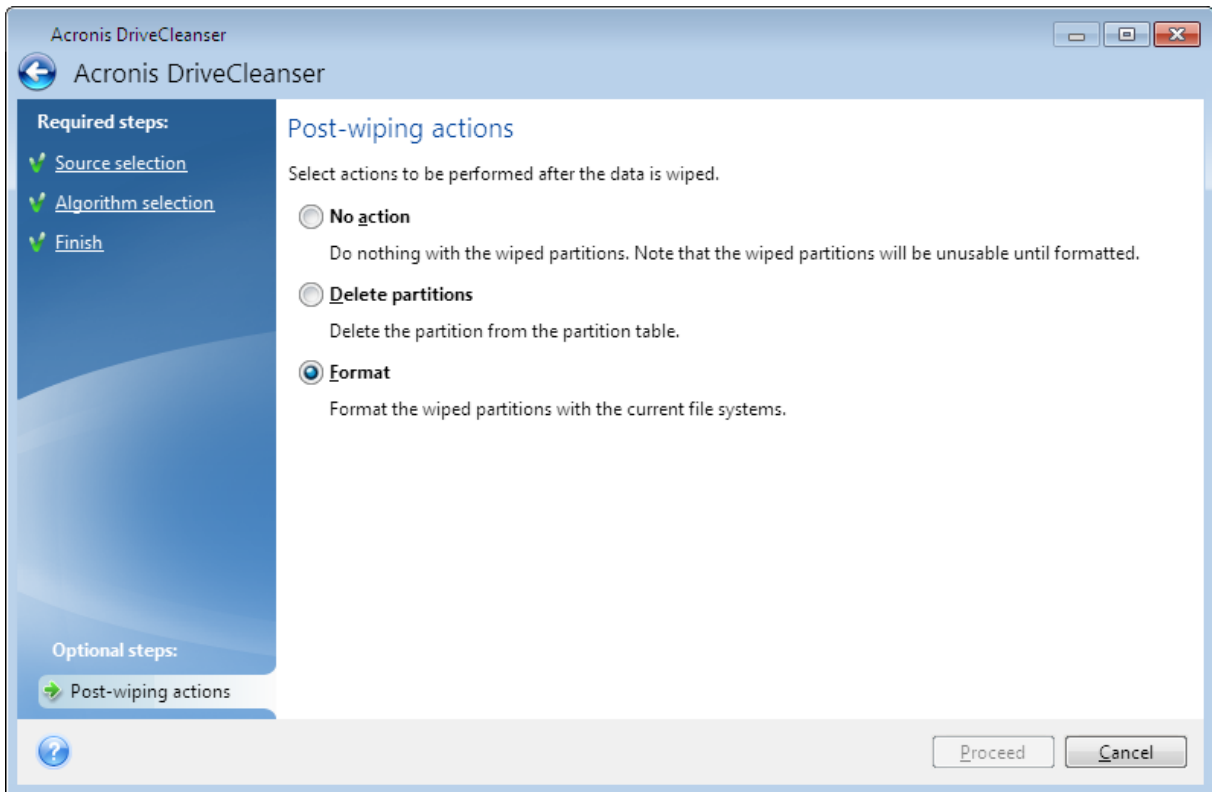 Acronis DriveCleanser
Acronis DriveCleanser
Required steps:
Source selection
Algorithm selection
Finish
Optional steps:
Post-wiping actions
Post-wiping actions
Select actions to be performed after the data is wiped.
No action
Do nothing with the wiped partitions. Note that the wiped partitions will be unusable until formatted.
Delete partitions
Delete the partition from the partition table.
Format
Format the wiped partitions with the current file systems.
?
Proceed
Cancel